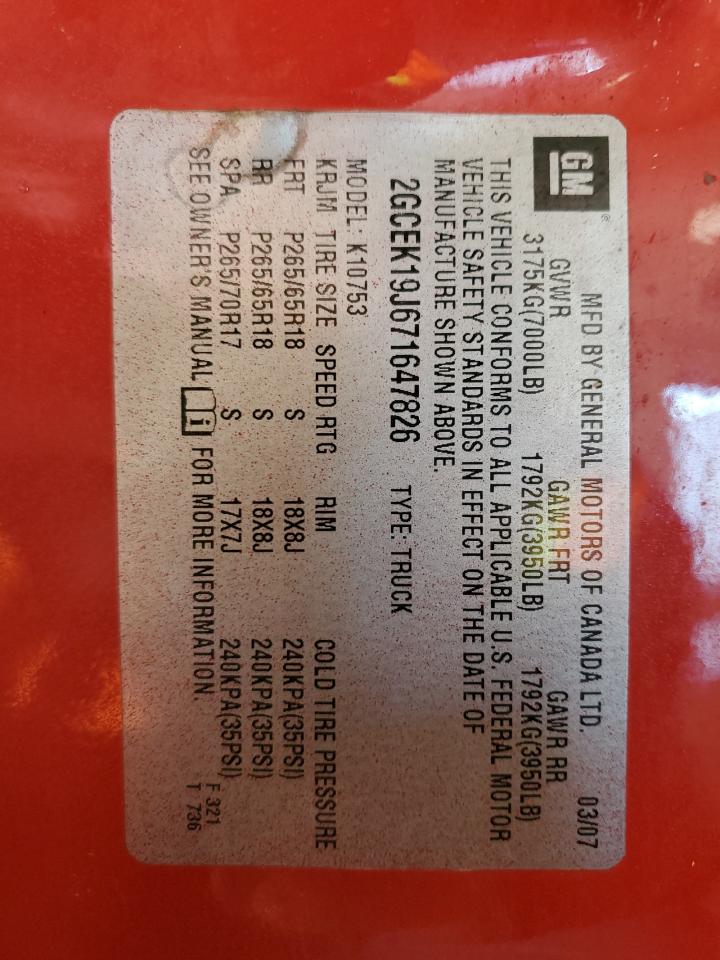 GM®
MFD BY GENERAL MOTORS OF CANADA LTD. 03/07
GVWR GAWR FRT GAWR RR
3175KG(7000LB) 1792KG(3950LB) 1792KG(3950LB)
THIS VEHICLE CONFORMS TO ALL APPLICABLE U.S. FEDERAL MOTOR
VEHICLE SAFETY STANDARDS IN EFFECT ON THE DATE OF
MANUFACTURE SHOWN ABOVE.
2GCEK19J671647826 TYPE: TRUCK
MODEL: K10753
KRJM TIRE SIZE SPEED RTG RIM COLD TIRE PRESSURE
FRT P265/65R18 S 18X8J 240KPA(35PSI)
RR P265/65R18 S 18X8J 240KPA(35PSI)
SPA P265/70R17 S 17X7J 240KPA(35PSI)
SEE OWNER'S MANUAL i FOR MORE INFORMATION.
F 321
T 736